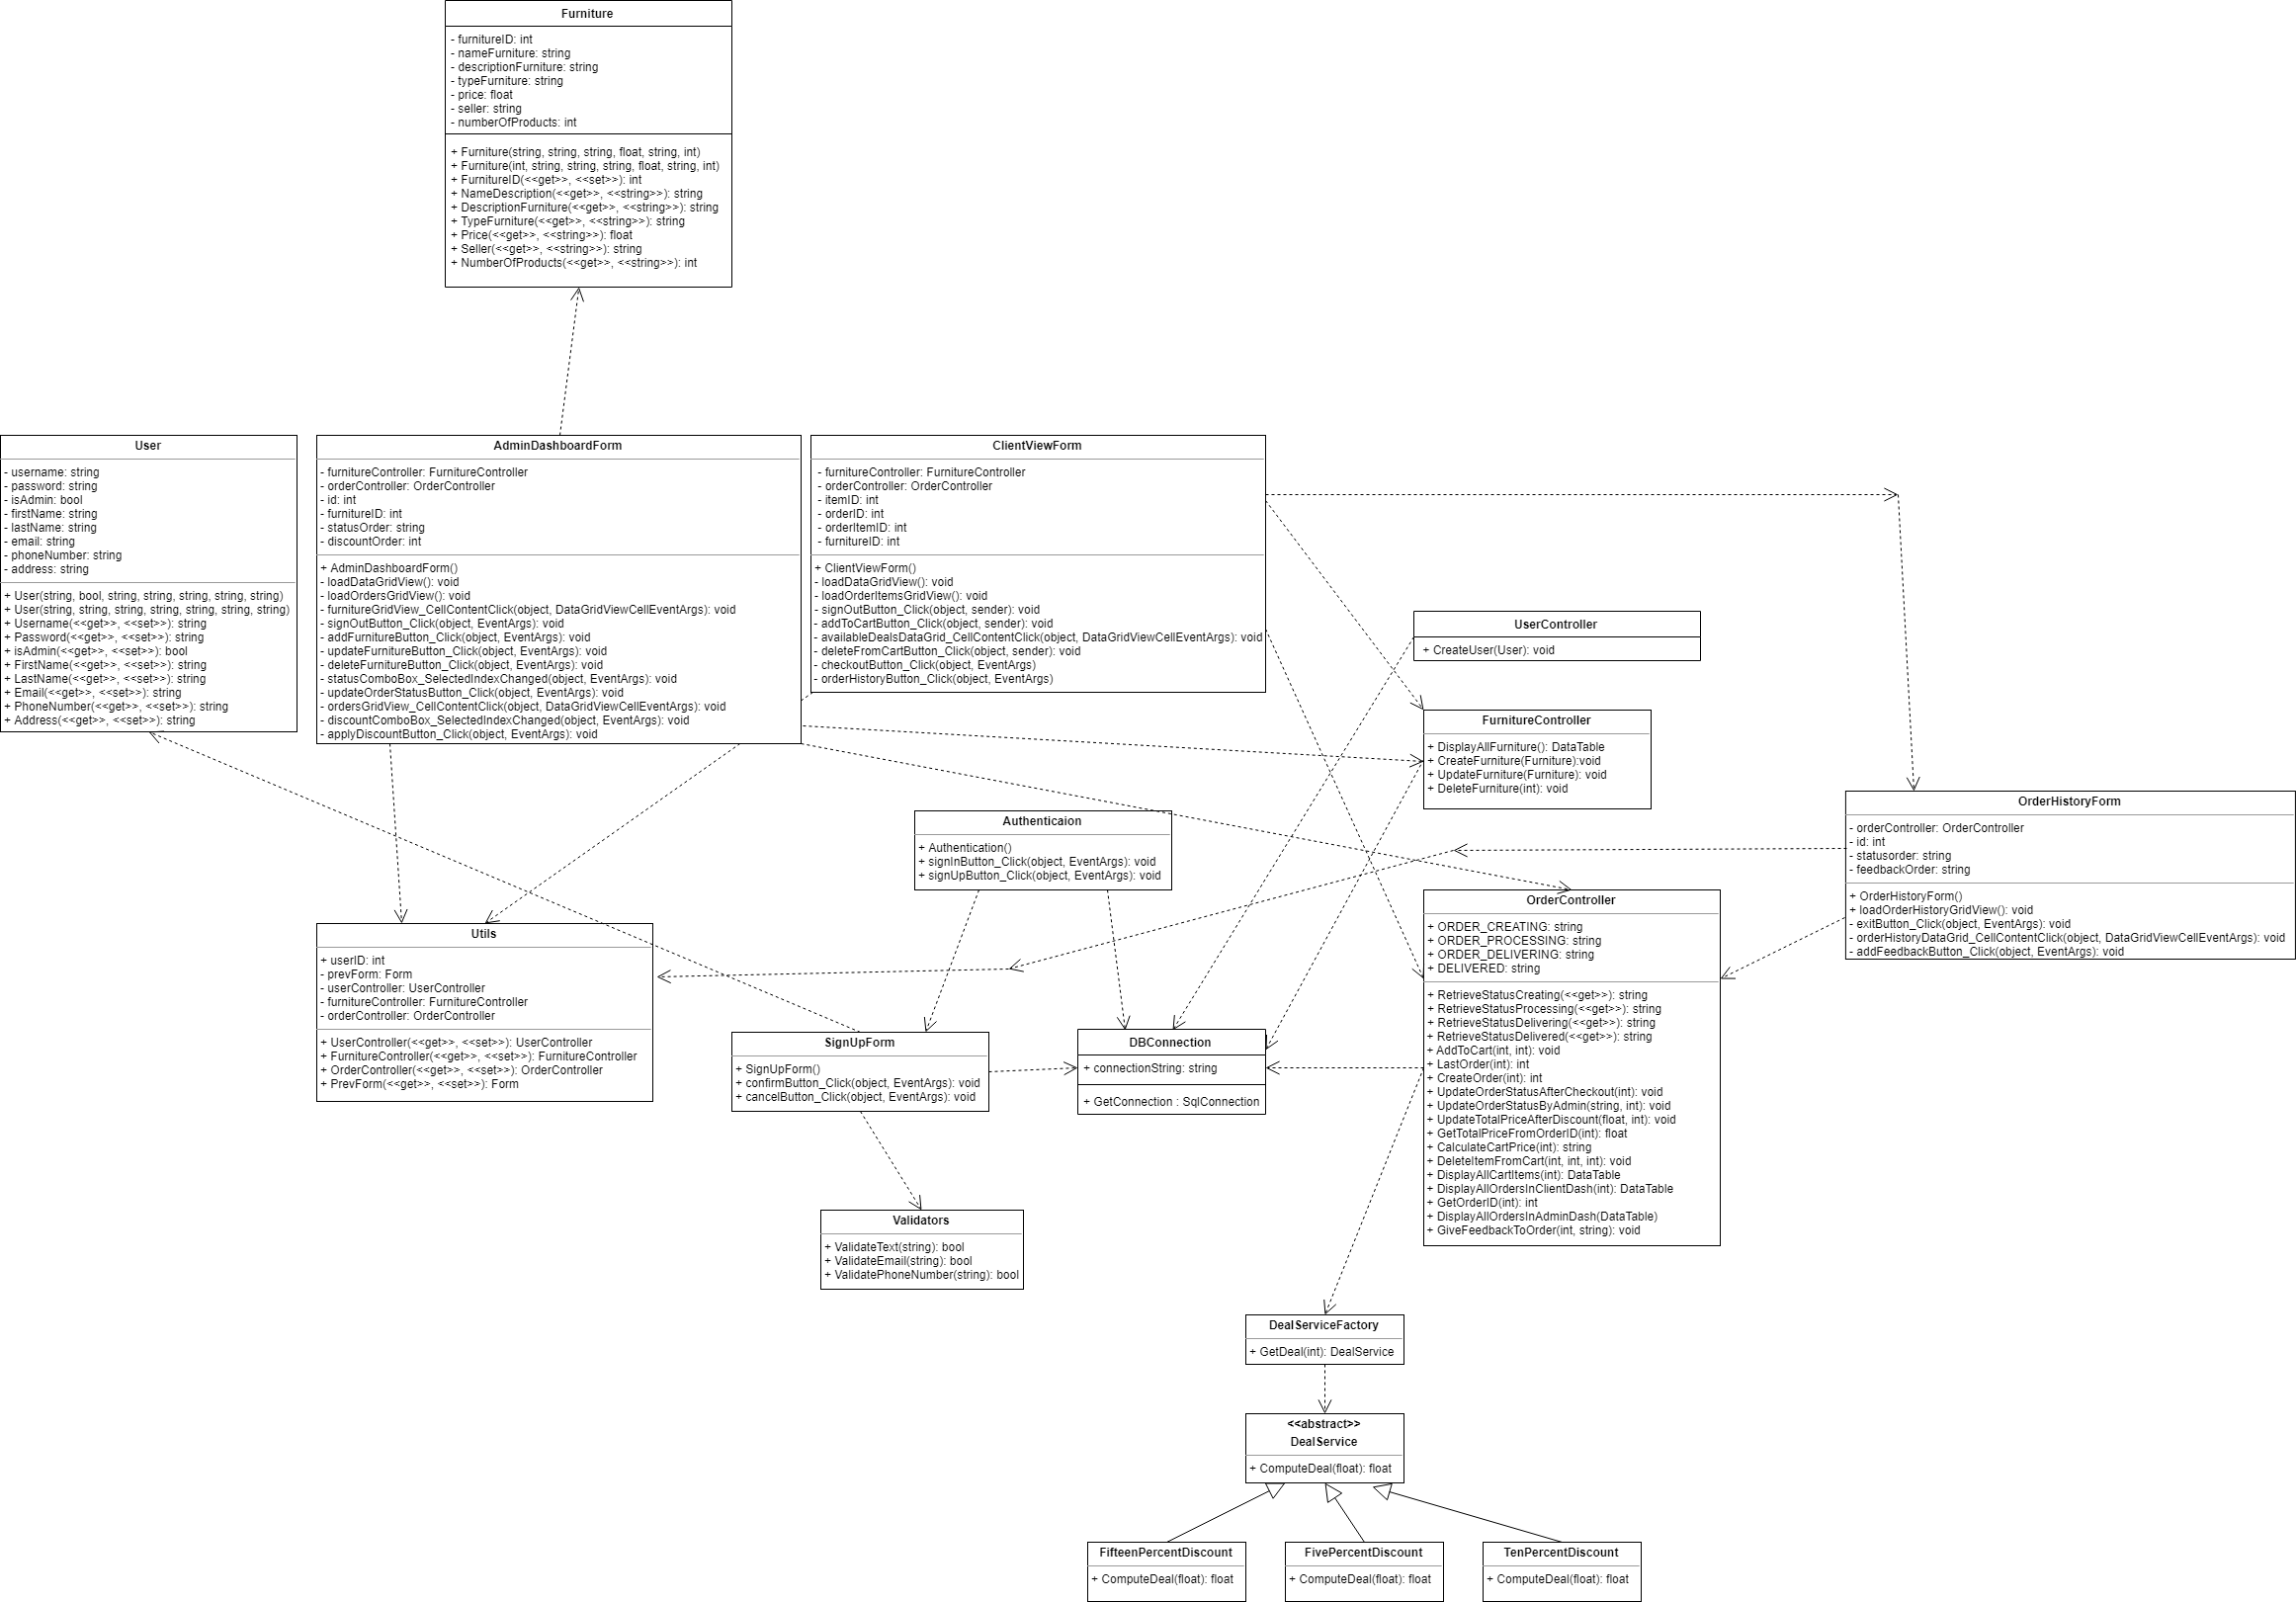 Furniture
- furnitureID: int
- nameFurniture: string
- descriptionFurniture: string
- typeFurniture: string
- price: float
- seller: string
- numberOfProducts: int
+ Furniture(string, string, string, float, string, int)
+ Furniture(int, string, string, string, float, string, int)
+ FurnitureID(<<get>>, <<set>>): int
+ NameDescription(<<get>>, <<string>>): string
+ DescriptionFurniture(<<get>>, <<string>>): string
+ TypeFurniture(<<get>>, <<string>>): string
+ Price(<<get>>, <<string>>): float
+ Seller(<<get>>, <<string>>): string
+ NumberOfProducts(<<get>>, <<string>>): int
User
- username: string
- password: string
- isAdmin: bool
- firstName: string
- lastName: string
- email: string
- phoneNumber: string
- address: string
+ User(string, bool, string, string, string, string, string)
+ User(string, string, string, string, string, string, string)
+ Username(<<get>>, <<set>>): string
+ Password(<<get>>, <<set>>): string
+ isAdmin(<<get>>, <<set>>): bool
+ FirstName(<<get>>, <<set>>): string
+ LastName(<<get>>, <<set>>): string
+ Email(<<get>>, <<set>>): string
+ PhoneNumber(<<get>>, <<set>>): string
+ Address(<<get>>, <<set>>): string
AdminDashboardForm
- furnitureController: FurnitureController
- orderController: OrderController
- id: int
- furnitureID: int
- statusOrder: string
- discountOrder: int
+ AdminDashboardForm()
- loadDataGridView(): void
- loadOrdersGridView(): void
- furnitureGridView_CellContentClick(object, DataGridViewCellEventArgs): void
- signOutButton_Click(object, EventArgs): void
- addFurnitureButton_Click(object, EventArgs): void
- updateFurnitureButton_Click(object, EventArgs): void
- deleteFurnitureButton_Click(object, EventArgs): void
- statusComboBox_SelectedIndexChanged(object, EventArgs): void
- updateOrderStatusButton_Click(object, EventArgs): void
- ordersGridView_CellContentClick(object, DataGridViewCellEventArgs): void
- discountComboBox_SelectedIndexChanged(object, EventArgs): void
- applyDiscountButton_Click(object, EventArgs): void
ClientViewForm
- furnitureController: FurnitureController
- orderController: OrderController
- itemID: int
- orderID: int
- orderItemID: int
- furnitureID: int
+ ClientViewForm()
- loadDataGridView(): void
- loadOrderItemsGridView(): void
- signOutButton_Click(object, sender): void
- addToCartButton_Click(object, sender): void
- availableDealsDataGrid_CellContentClick(object, DataGridViewCellEventArgs): void
- deleteFromCartButton_Click(object, sender): void
- checkoutButton_Click(object, EventArgs)
- orderHistoryButton_Click(object, EventArgs)
UserController
+ CreateUser(User): void
FurnitureController
+ DisplayAllFurniture(): DataTable
+ CreateFurniture(Furniture):void
+ UpdateFurniture(Furniture): void
+ DeleteFurniture(int): void
OrderHistoryForm
- orderController: OrderController
- id: int
- statusorder: string
- feedbackOrder: string
+ OrderHistoryForm()
+ loadOrderHistoryGridView(): void
- exitButton_Click(object, EventArgs): void
- orderHistoryDataGrid_CellContentClick(object, DataGridViewCellEventArgs): void
- addFeedbackButton_Click(object, EventArgs): void
Authenticaion
+ Authentication()
+ signInButton_Click(object, EventArgs): void
+ signUpButton_Click(object, EventArgs): void
OrderController
+ ORDER_CREATING: string
+ ORDER_PROCESSING: string
+ ORDER_DELIVERING: string
+ DELIVERED: string
+ RetrieveStatusCreating(<<get>>): string
+ RetrieveStatusProcessing(<<get>>): string
+ RetrieveStatusDelivering(<<get>>): string
+ RetrieveStatusDelivered(<<get>>): string
+ AddToCart(int, int): void
+ LastOrder(int): int
+ CreateOrder(int): int
+ UpdateOrderStatusAfterCheckout(int): void
+ UpdateOrderStatusByAdmin(string, int): void
+ UpdateTotalPriceAfterDiscount(float, int): void
+ GetTotalPriceFromOrderID(int): float
+ CalculateCartPrice(int): string
+ DeleteItemFromCart(int, int, int): void
+ DisplayAllCartItems(int): DataTable
+ DisplayAllOrdersInClientDash(int): DataTable
+ GetOrderID(int): int
+ DisplayAllOrdersInAdminDash(DataTable)
+ GiveFeedbackToOrder(int, string): void
Utils
+ userID: int
- prevForm: Form
- userController: UserController
- furnitureController: FurnitureController
- orderController: OrderController
+ UserController(<<get>>, <<set>>): UserController
+ FurnitureController(<<get>>, <<set>>): FurnitureController
+ OrderController(<<get>>, <<set>>): OrderController
+ PrevForm(<<get>>, <<set>>): Form
SignUpForm
+ SignUpForm()
+ confirmButton_Click(object, EventArgs): void
+ cancelButton_Click(object, EventArgs): void
DBConnection
+ connectionString: string
+ GetConnection : SqlConnection
Validators
+ ValidateText(string): bool
+ ValidateEmail(string): bool
+ ValidatePhoneNumber(string): bool
DealServiceFactory
+ GetDeal(int): DealService
<<abstract>>
DealService
+ ComputeDeal(float): float
FifteenPercentDiscount
+ ComputeDeal(float): float
FivePercentDiscount
+ ComputeDeal(float): float
TenPercentDiscount
+ ComputeDeal(float): float